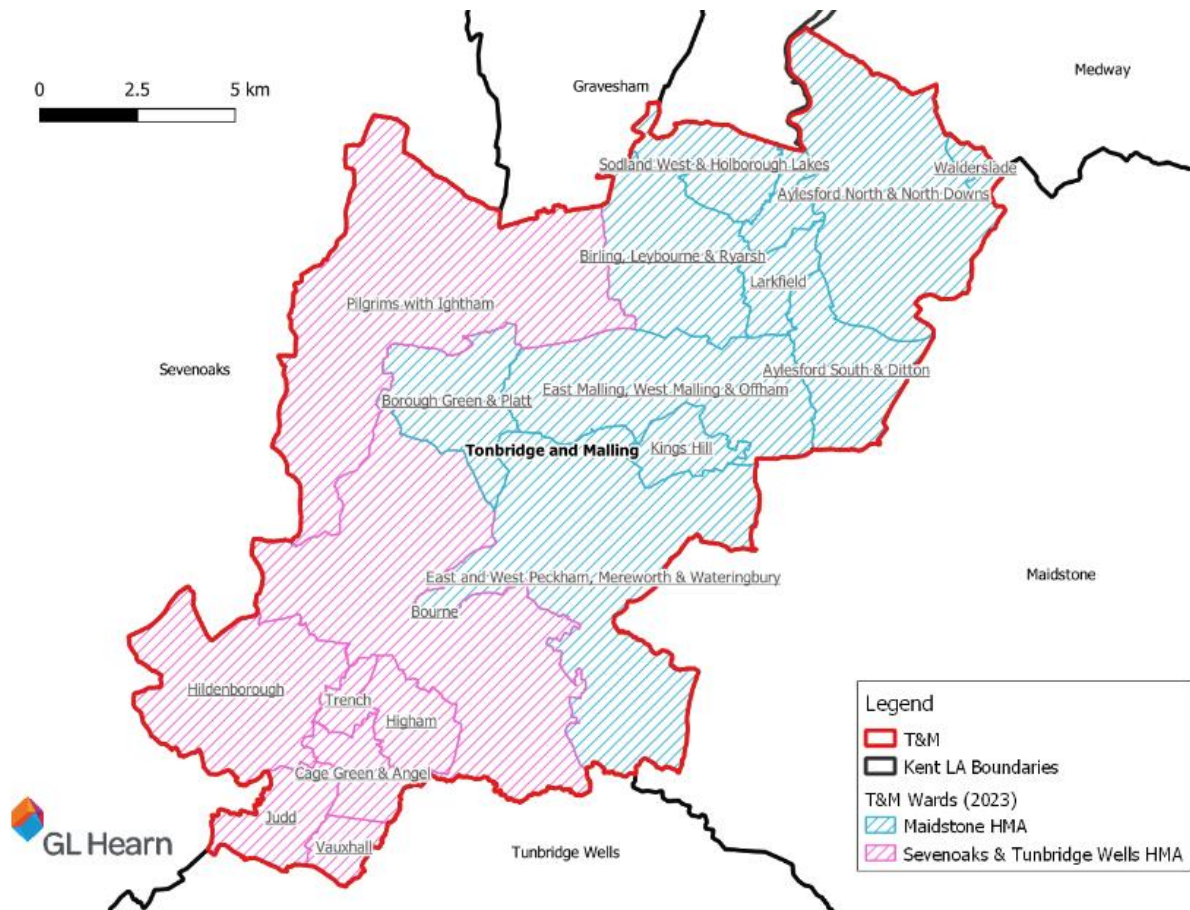 0 2.5 5 km
Gravesham
Medway
Sodland West & Holborough Lakes
Walderslade
Aylesford North & North Downs
Birling, Leybourne & Ryarsh
Larkfield
Pilgrims with Ightham
Sevenoaks
Aylesford South & Ditton
East Malling, West Malling & Offham
Borough Green & Platt
Tonbridge and Malling
Kings Hill
East and West Peckham, Mereworth & Wateringbury
Maidstone
Bourne
Hildenborough
Trench
Higham
Cage Green & Angel
Judd
Vauxhall
Tunbridge Wells
GL Hearn
Legend
T&M
Kent LA Boundaries
T&M Wards (2023)
Maidstone HMA
Sevenoaks & Tunbridge Wells HMA